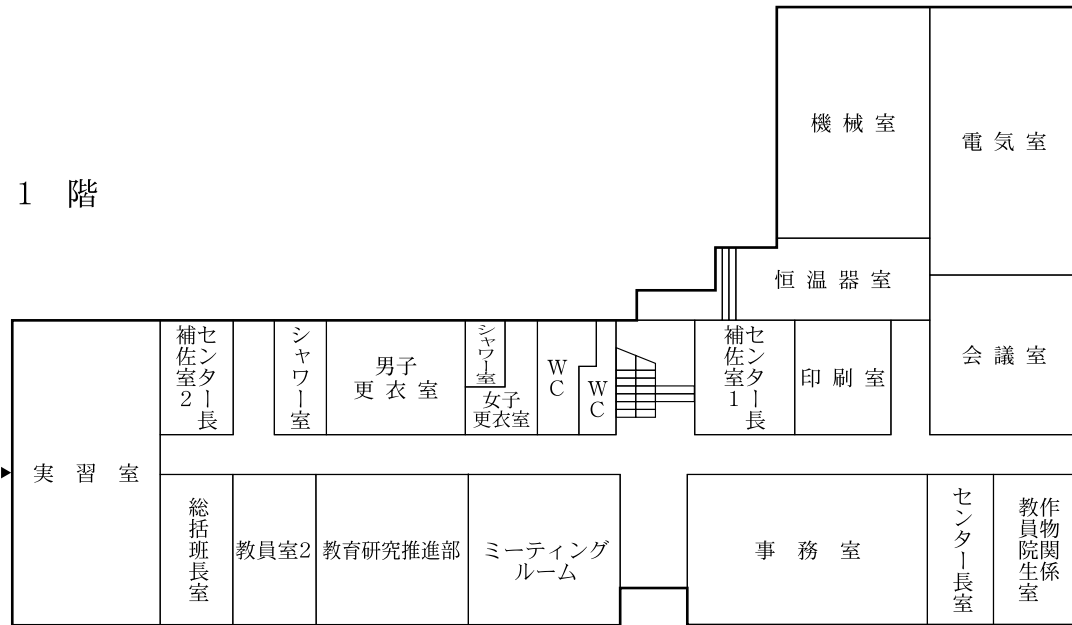 1 階
機械室
電気室
恒温器室
会議室
センター長
補佐室2
シャワー室
男子
更衣室
シャワー室
女子
更衣室
WC
WC
センター長
補佐室1
印刷室
実習室
総括班長室
教員室2
教育研究推進部
ミーティング
ルーム
事務室
センター長室
作物関係
教員院生室